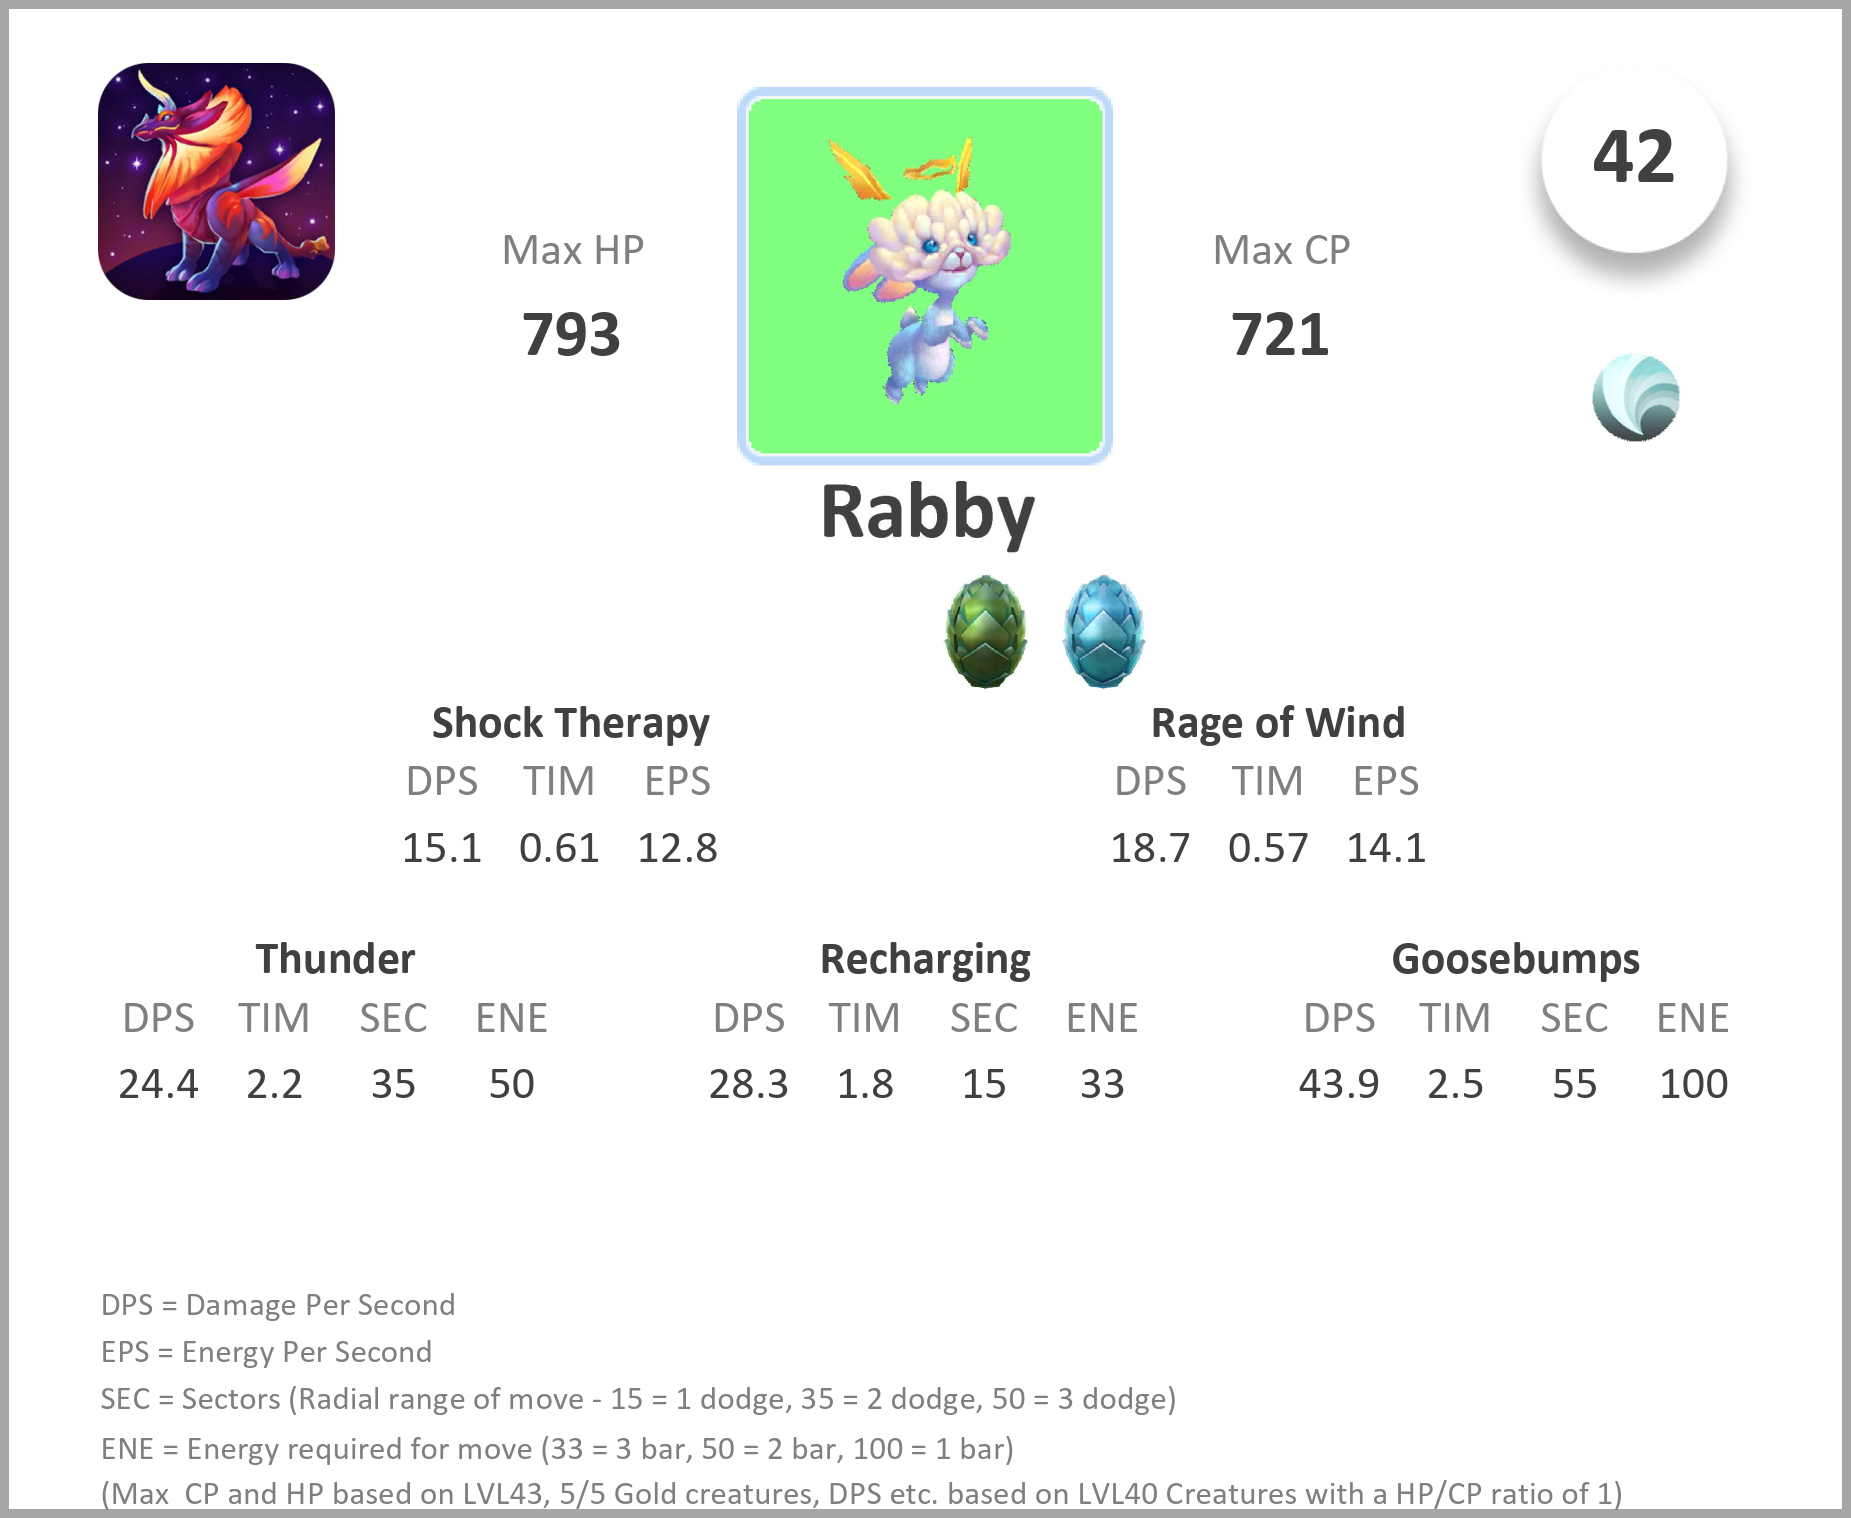 42
Max HP
Max CP
793
721
Rabby
Shock Therapy
Rage of Wind
DPS TIM EPS
DPS TIM EPS
15.1 0.61 12.8
18.7 0.57 14.1
Thunder
Recharging
Goosebumps
DPS TIM SEC ENE
DPS TIM SEC ENE
DPS TIM SEC ENE
24.4 2.2 35 50
28.3 1.8 15 33
43.9 2.5 55 100
DPS = Damage Per Second
EPS = Energy Per Second
SEC = Sectors (Radial range of move - 15 = 1 dodge, 35 = 2 dodge, 50 = 3 dodge)
ENE = Energy required for move (33 = 3 bar, 50 = 2 bar, 100 = 1 bar)
(Max  CP and HP based on LVL43, 5/5 Gold creatures, DPS etc. based on LVL40 Creatures with a HP/CP ratio of 1)